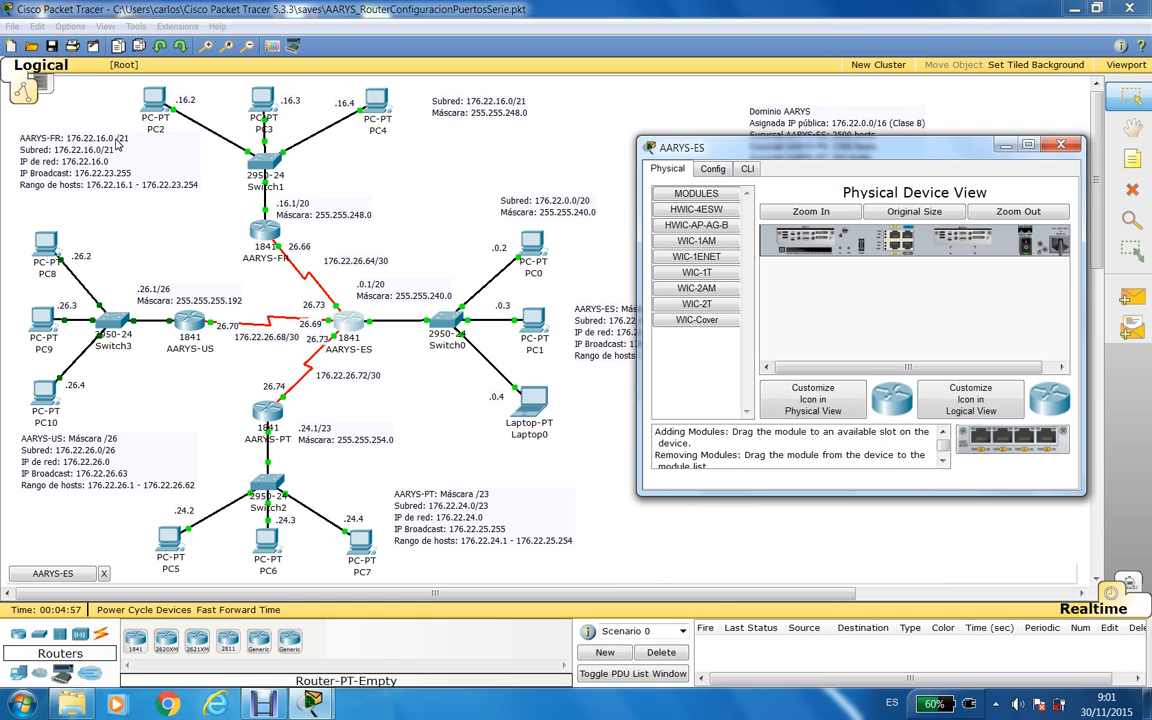 Cisco Packet Tracer - C:\Users\carlos\Cisco Packet Tracer 5.3.3\saves\AARYS_RouterConfiguracionPuertosSerie.pkt
File Edit Options View Tools Extensions Help
Logical
[Root]
New Cluster
Move Object
Set Tiled Background
Viewport
.16.2
PC-PT
PC2
.16.3
PC-PT
PC3
.16.4
PC-PT
PC4
Subred: 176.22.16.0/21
Máscara: 255.255.248.0
Dominio AARYS
Asignada IP pública: 176.22.0.0/16 (Clase B)
AARYS-FR: 176.22.16.0 /21
Subred: 176.22.16.0/21
IP de red: 176.22.16.0
IP Broadcast: 176.22.23.255
Rango de hosts: 176.22.16.1 - 176.22.23.254
2950-24
Switch1
.16.1/20
Máscara: 255.255.248.0
1841
AARYS-FR
26.66
176.22.26.64/30
Subred: 176.22.0.0/20
Máscara: 255.255.240.0
.26.2
PC-PT
PC8
.26.3
PC-PT
PC9
.26.4
PC-PT
PC10
.26.1/26
Máscara: 255.255.255.192
2950-24
Switch3
1841
AARYS-US
26.70
176.22.26.68/30
26.73
26.69
26.73
.0.1/20
Máscara: 255.255.240.0
1841
AARYS-ES
2950-24
Switch0
.0.2
PC-PT
PC0
.0.3
PC-PT
PC1
.0.4
Laptop-PT
Laptop0
AARYS-ES: Más
Subred: 176.22
IP de red: 176.
IP Broadcast:
Rango de hosts
176.22.26.72/30
26.74
1841
AARYS-PT
.24.1/23
Máscara: 255.255.254.0
AARYS-US: Máscara /26
Subred: 176.22.26.0/26
IP de red: 176.22.26.0
IP Broadcast: 176.22.26.63
Rango de hosts: 176.22.26.1 - 176.22.26.62
2950-24
Switch2
.24.2
PC-PT
PC5
.24.3
PC-PT
PC6
.24.4
PC-PT
PC7
AARYS-PT: Máscara /23
Subred: 176.22.24.0/23
IP de red: 176.22.24.0
IP Broadcast: 176.22.25.255
Rango de hosts: 176.22.24.1 - 176.22.25.254
AARYS-ES
Physical Config CLI
MODULES
HWIC-4ESW
HWIC-AP-AG-B
WIC-1AM
WIC-1ENET
WIC-1T
WIC-2AM
WIC-2T
WIC-Cover
Physical Device View
Zoom In
Original Size
Zoom Out
Customize
Icon in
Physical View
Customize
Icon in
Logical View
Adding Modules: Drag the module to an available slot on the
device.
Removing Modules: Drag the module from the device to the
module list.
AARYS-ES X
Time: 00:04:57
Power Cycle Devices Fast Forward Time
Realtime
Routers
1841 2620XM 2621XM 2811 Generic Generic
Router-PT-Empty
Scenario 0
New
Delete
Toggle PDU List Window
Fire Last Status Source Destination Type Color Time (sec) Periodic Num Edit Dele
ES
60%
9:01
30/11/2015